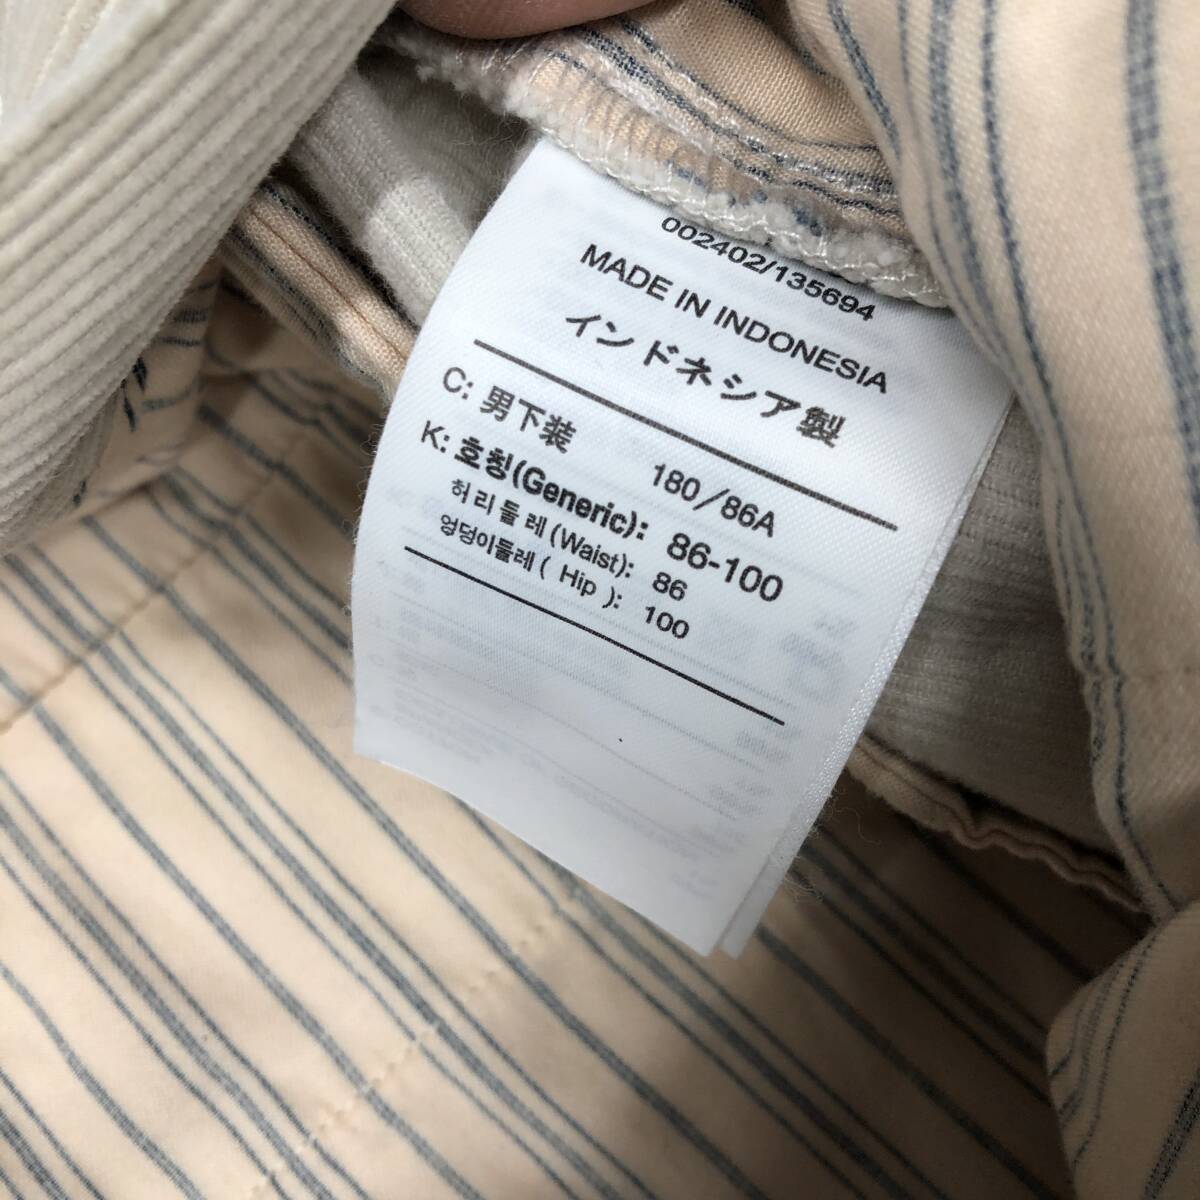 002402/135694
MADE IN INDONESIA
インドネシア製
C: 男下装 180/86A
K: 호칭(Generic): 86-100
허리둘레(Waist): 86
엉덩이둘레( Hip ): 100